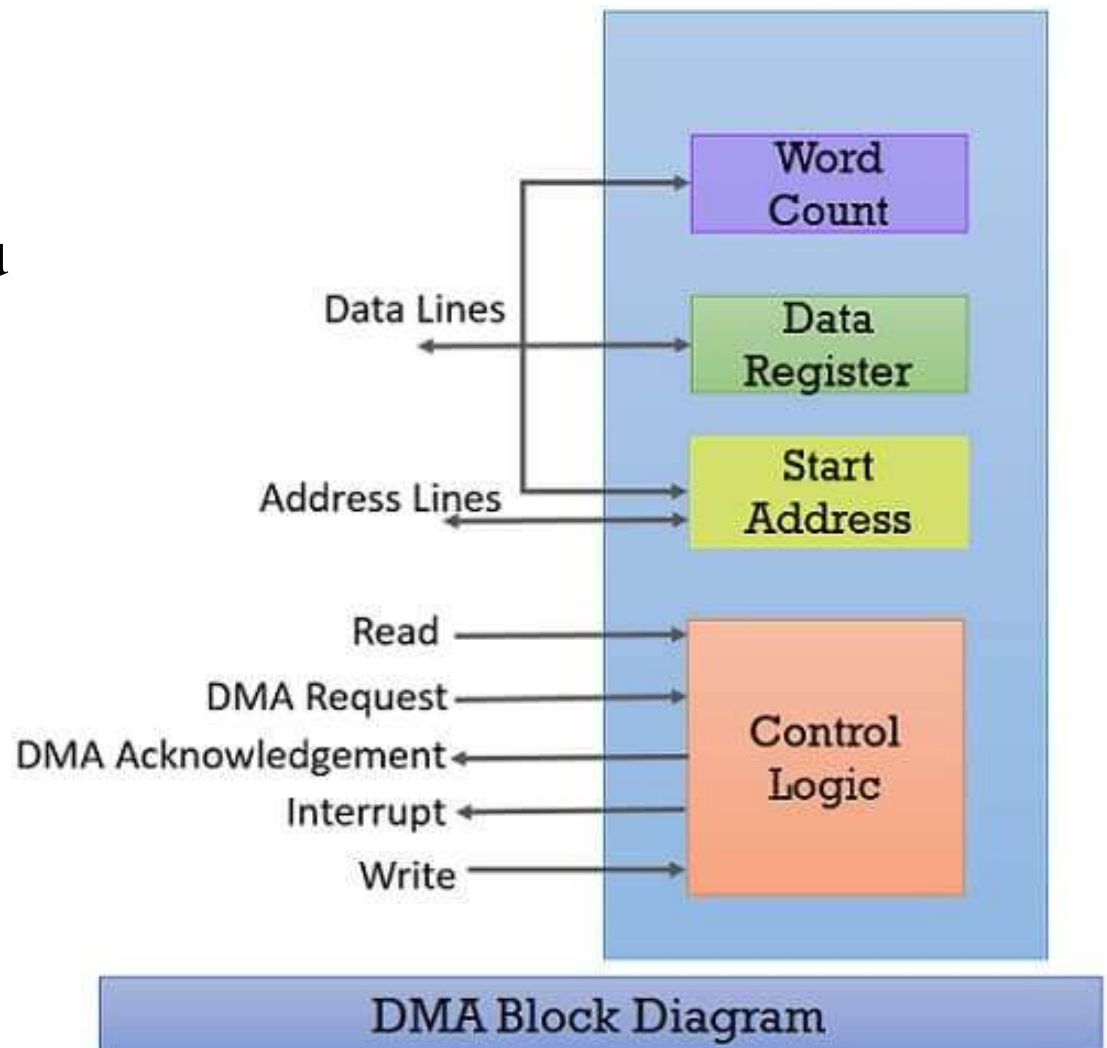 Word
Count
Data Lines
Data
Register
Start
Address
Address Lines
Read
DMA Request
DMA Acknowledgement
Interrupt
Write
Control
Logic
DMA Block Diagram